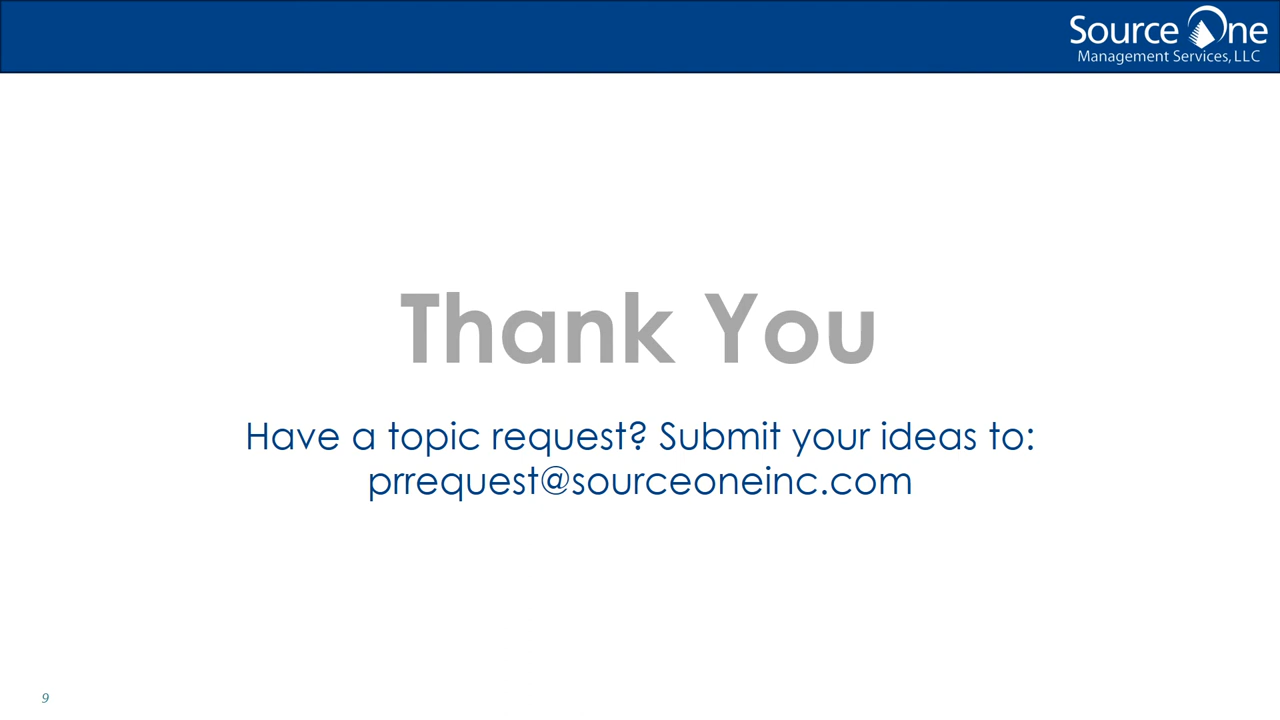 Source One
Management Services, LLC
Thank You
Have a topic request? Submit your ideas to:
prrequest@sourceoneinc.com
9